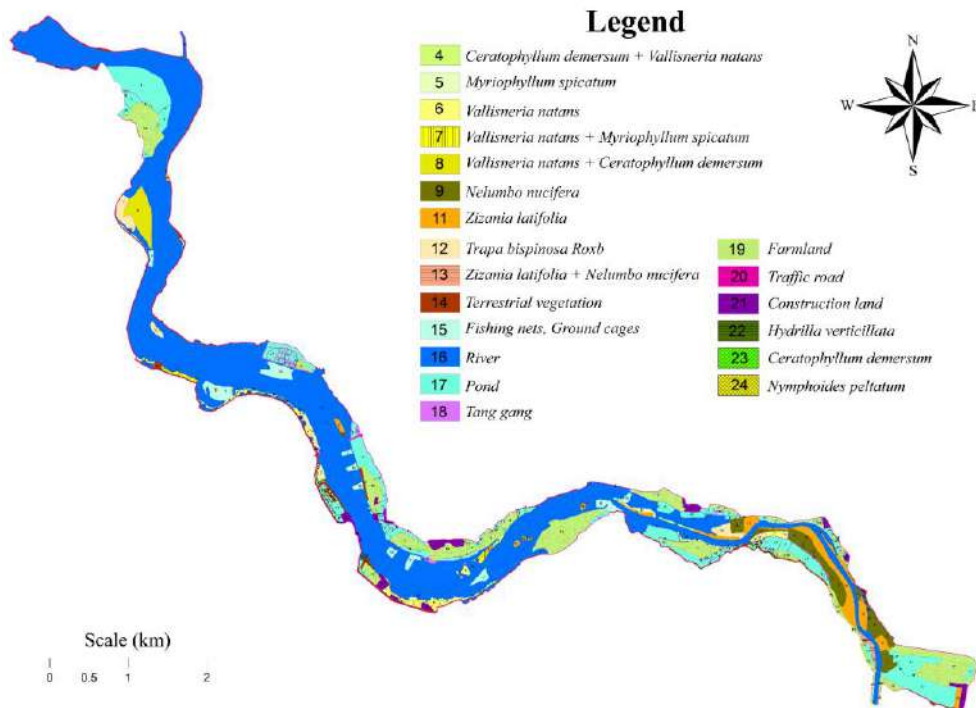 Legend
4 Ceratophyllum demersum + Vallisneria natans
5 Myriophyllum spicatum
6 Vallisneria natans
7 Vallisneria natans + Myriophyllum spicatum
8 Vallisneria natans + Ceratophyllum demersum
9 Nelumbo nucifera
11 Zizania latifolia
12 Trapa bispinosa Roxb
13 Zizania latifolia + Nelumbo nucifera
14 Terrestrial vegetation
15 Fishing nets, Ground cages
16 River
17 Pond
18 Tang gang
19 Farmland
20 Traffic road
21 Construction land
22 Hydrilla verticillata
23 Ceratophyllum demersum
24 Nymphoides peltatum
N
W E
S
Scale (km)
0 0.5 1 2